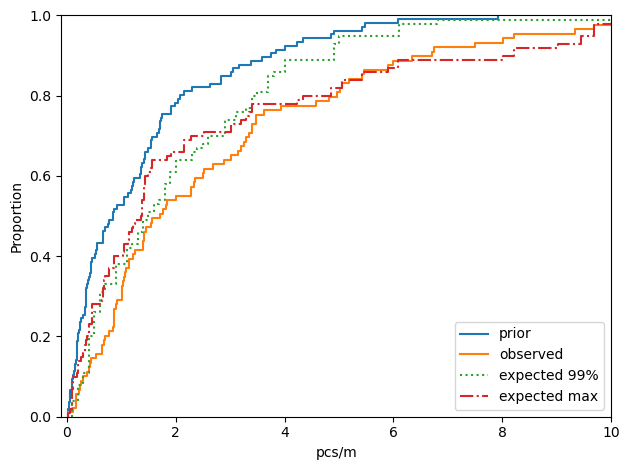 1.0
0.8
0.6
0.4
0.2
0.0
Proportion
0 2 4 6 8 10
pcs/m
prior
observed
expected 99%
expected max